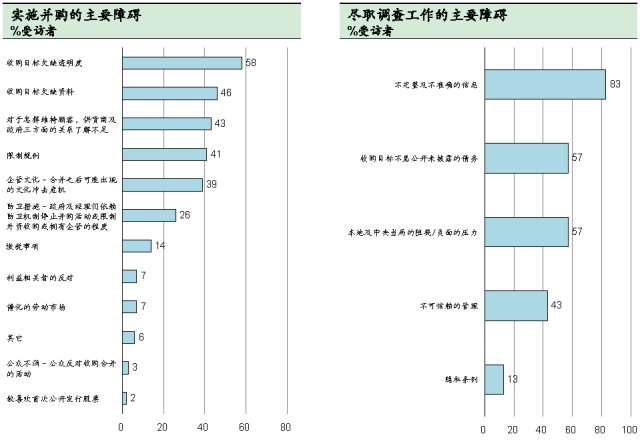 实施并购的主要障碍
%受访者
收购目标欠缺透明度
58
收购目标欠缺资料
46
对于怎样维持顾客，供货商及
政府三方面的关系了解不足
43
限制规例
41
企管文化－合并之后可能出现
的文化冲击危机
39
防卫措施－政府及经理们依赖
防卫机制停止并购活动或限制
外资收购或拥有企管的程度
26
缴税事项
14
利益相关者的反对
7
僵化的劳动市场
7
其它
6
公众不满－公众反对收购合并
的活动
3
较喜欢首次公开发行股票
2
0 20 40 60 80
尽职调查工作的主要障碍
%受访者
不完整及不准确的信息
83
收购目标不愿公开未披露的债务
57
本地及中央当局的阻挠/负面的压力
57
不可信赖的管理
43
隐私条例
13
0 20 40 60 80 100